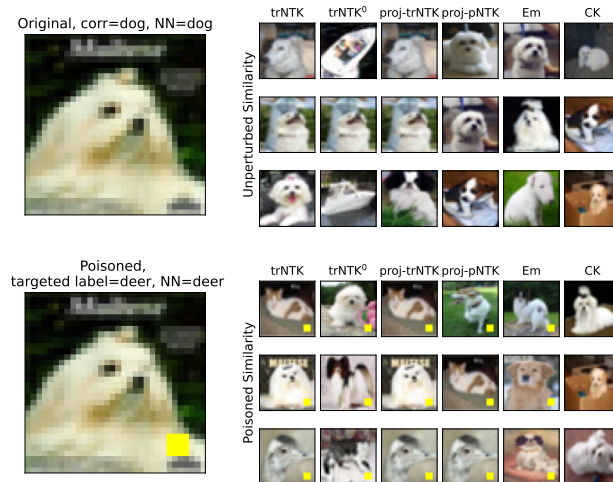 Original, corr=dog, NN=dog
trNTK trNTK⁰ proj-trNTK proj-pNTK Em CK
Unperturbed Similarity
Poisoned,
targeted label=deer, NN=deer
trNTK trNTK⁰ proj-trNTK proj-pNTK Em CK
Poisoned Similarity